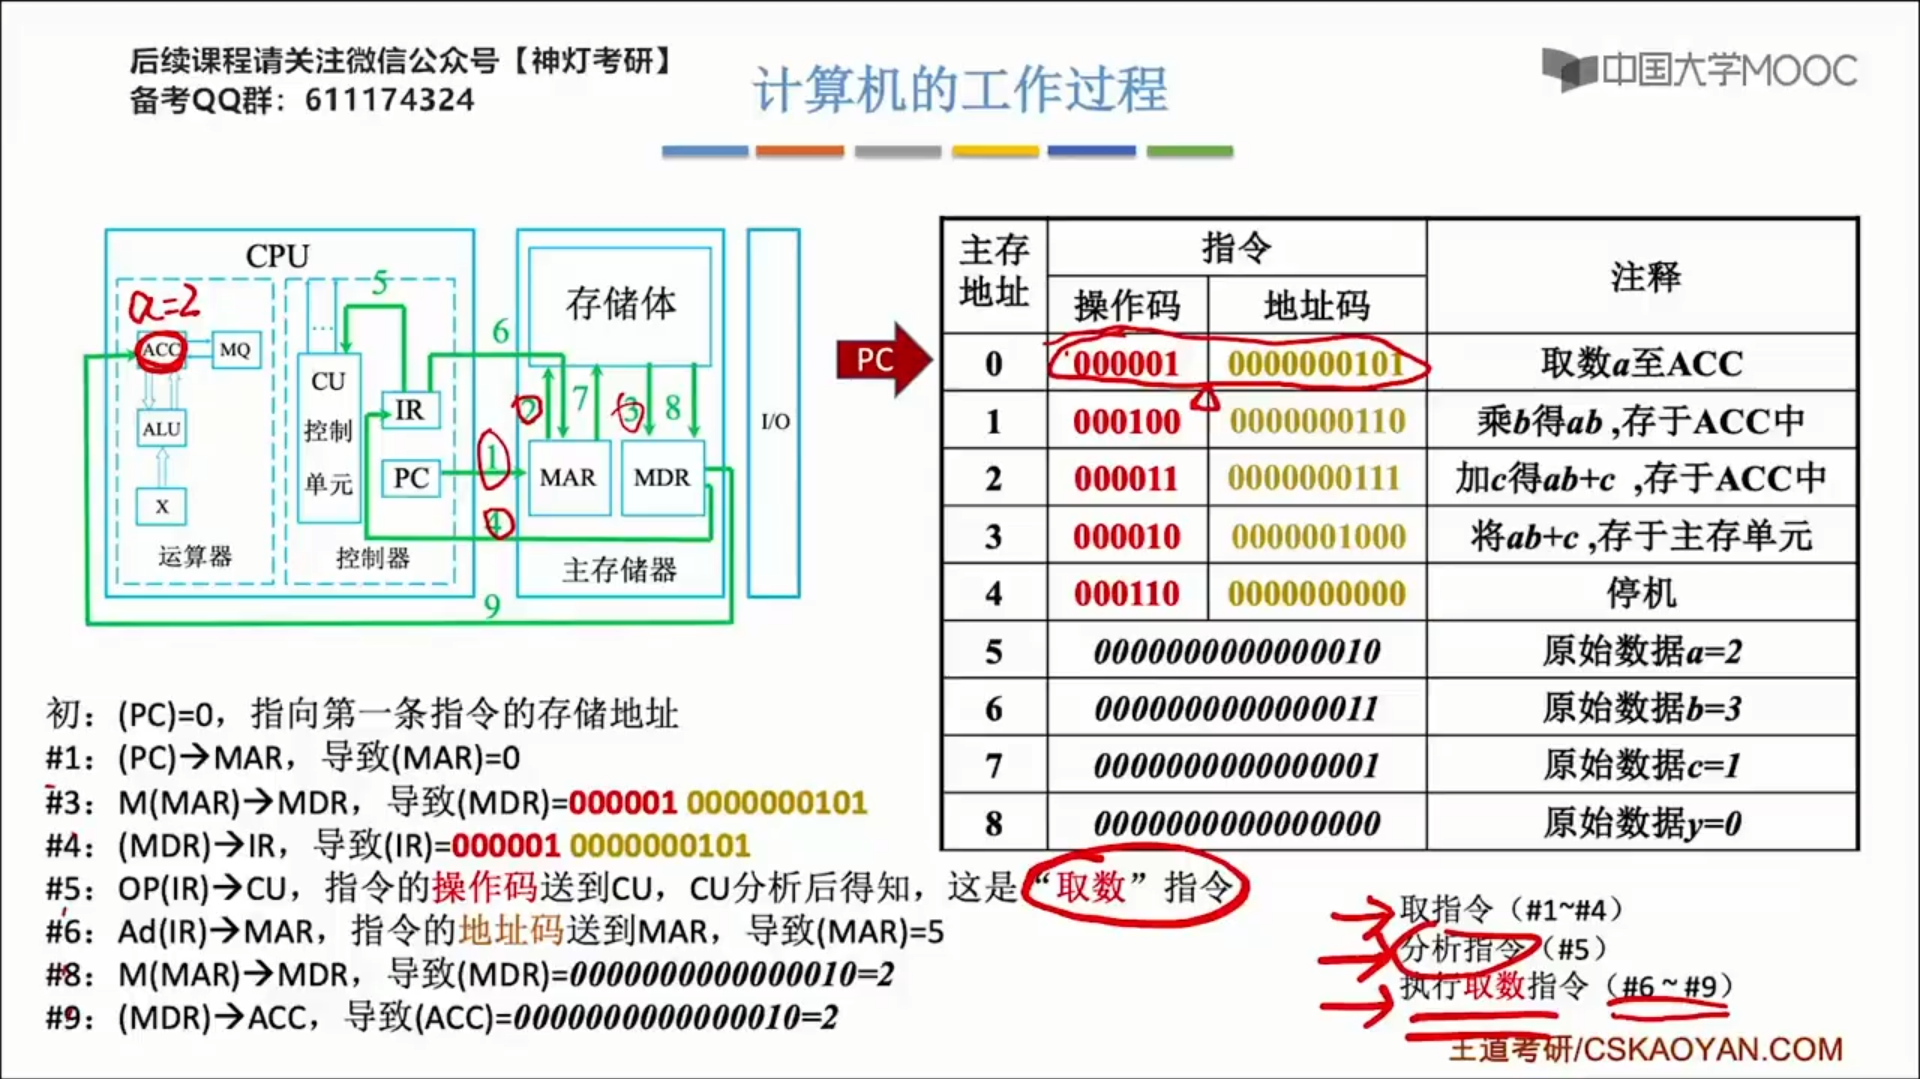 后续课程请关注微信公众号【神灯考研】
备考QQ群：611174324
计算机的工作过程
中国大学MOOC
CPU
a=2
ACC
MQ
ALU
X
运算器
5
...
CU
控制
单元
IR
PC
控制器
6
1
4
9
存储体
2
7
3
8
MAR
MDR
主存储器
I/O
PC
主存地址 指令 注释
操作码 地址码
0 000001 0000000101 取数a至ACC
1 000100 0000000110 乘b得ab ,存于ACC中
2 000011 0000000111 加c得ab+c ,存于ACC中
3 000010 0000001000 将ab+c ,存于主存单元
4 000110 0000000000 停机
5 0000000000000010 原始数据a=2
6 0000000000000011 原始数据b=3
7 0000000000000001 原始数据c=1
8 0000000000000000 原始数据y=0
初：(PC)=0，指向第一条指令的存储地址
#1：(PC)→MAR，导致(MAR)=0
#3：M(MAR)→MDR，导致(MDR)=000001 0000000101
#4：(MDR)→IR，导致(IR)=000001 0000000101
#5：OP(IR)→CU，指令的操作码送到CU，CU分析后得知，这是“取数”指令
#6：Ad(IR)→MAR，指令的地址码送到MAR，导致(MAR)=5
#8：M(MAR)→MDR，导致(MDR)=0000000000000010=2
#9：(MDR)→ACC，导致(ACC)=0000000000000010=2
取指令（#1~#4）
分析指令（#5）
执行取数指令（#6~#9）
王道考研/CSKAOYAN.COM